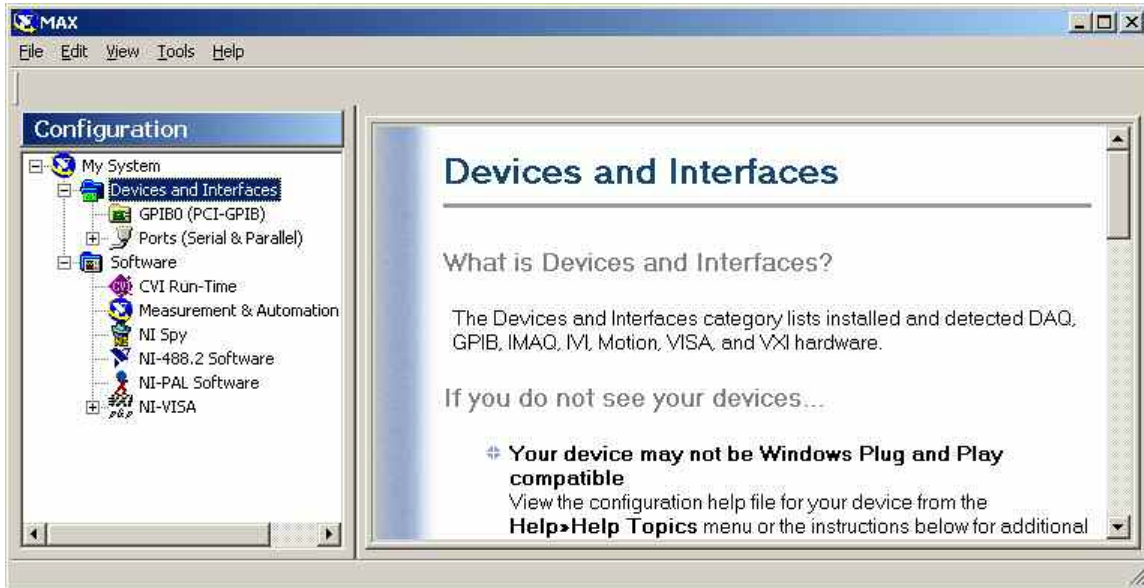 MAX
File Edit View Tools Help
Configuration
My System
Devices and Interfaces
GPIB0 (PCI-GPIB)
Ports (Serial & Parallel)
Software
CVI Run-Time
Measurement & Automation
NI Spy
NI-488.2 Software
NI-PAL Software
NI-VISA
Devices and Interfaces
What is Devices and Interfaces?
The Devices and Interfaces category lists installed and detected DAQ,
GPIB, IMAQ, IVI, Motion, VISA, and VXI hardware.
If you do not see your devices...
Your device may not be Windows Plug and Play
compatible
View the configuration help file for your device from the
Help>Help Topics menu or the instructions below for additional